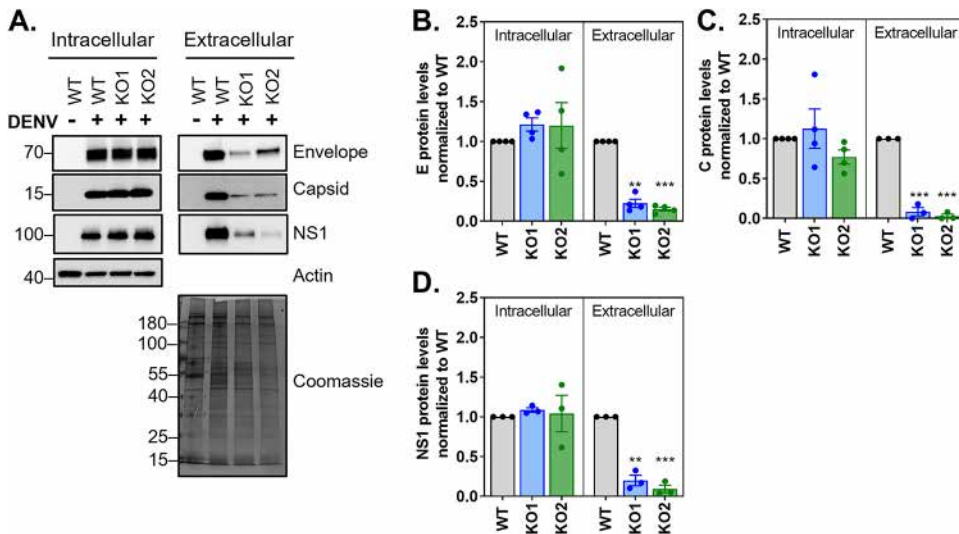 A.
Intracellular
Extracellular
WT WT KO1 KO2
WT WT KO1 KO2
DENV - + + +
- + + +
70
Envelope
15
Capsid
100
NS1
40
Actin
180
100
55
40
25
15
Coomassie
B.
E protein levels
normalized to WT
2.5
2.0
1.5
1.0
0.5
0.0
Intracellular
Extracellular
**
***
WT KO1 KO2 WT KO1 KO2
C.
C protein levels
normalized to WT
2.5
2.0
1.5
1.0
0.5
0.0
Intracellular
Extracellular
***
***
WT KO1 KO2 WT KO1 KO2
D.
NS1 protein levels
normalized to WT
2.5
2.0
1.5
1.0
0.5
0.0
Intracellular
Extracellular
**
***
WT KO1 KO2 WT KO1 KO2